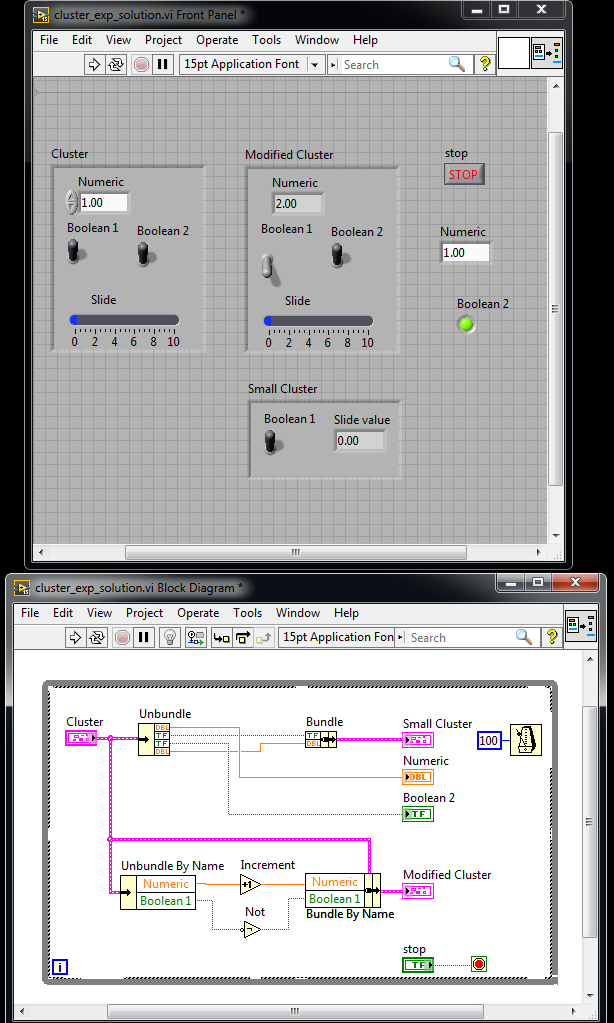 cluster_exp_solution.vi Front Panel *
File Edit View Project Operate Tools Window Help
15pt Application Font Search ?
Cluster
Numeric
1.00
Boolean 1 Boolean 2
Slide
0 2 4 6 8 10
Modified Cluster
Numeric
2.00
Boolean 1 Boolean 2
Slide
0 2 4 6 8 10
stop
STOP
Numeric
1.00
Boolean 2
Small Cluster
Boolean 1 Slide value
0.00
cluster_exp_solution.vi Block Diagram *
File Edit View Project Operate Tools Window Help
15pt Application Fon Search ?
Cluster
Unbundle
DBL
TF
TF
DBL
Bundle
TF
DBL
Small Cluster
100
Numeric
DBL
Boolean 2
TF
Unbundle By Name
Numeric
Boolean 1
Increment
+1
Not
Numeric
Boolean 1
Bundle By Name
Modified Cluster
stop
TF
i